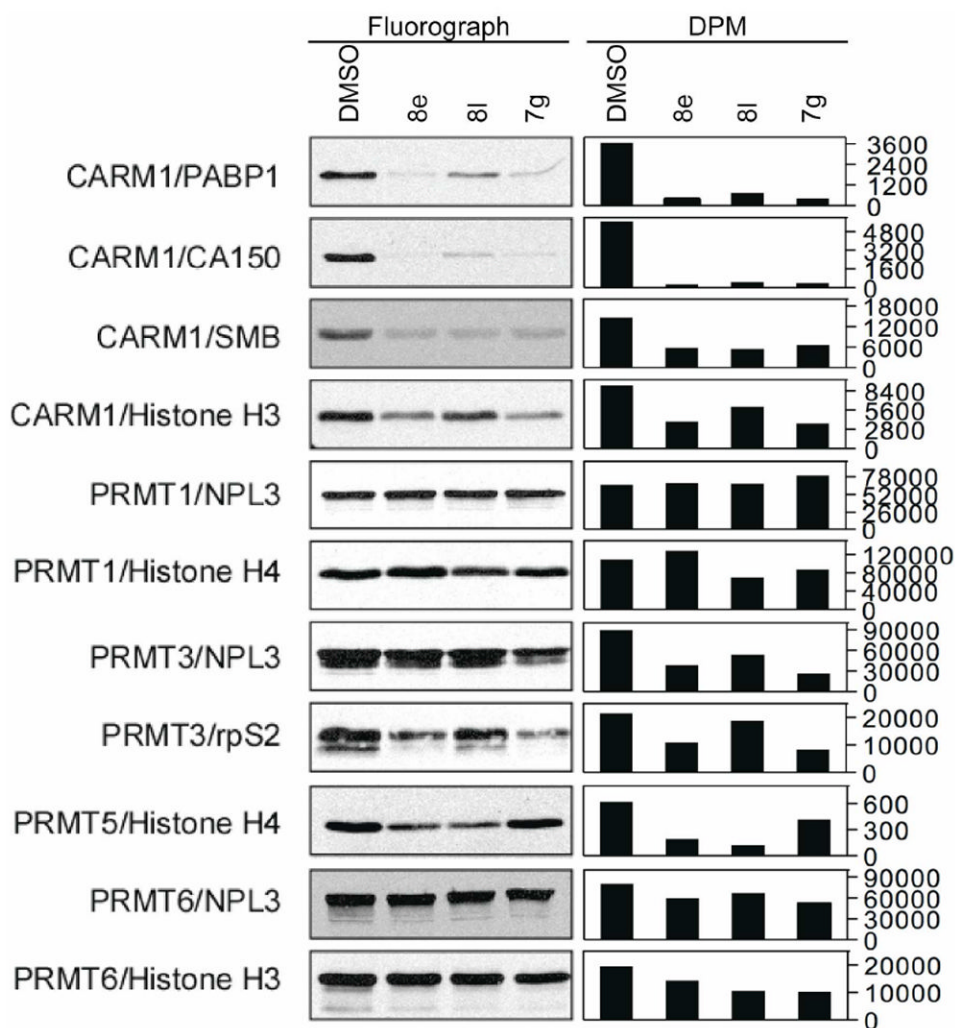 Fluorograph DPM
DMSO 8e 8l 7g DMSO 8e 8l 7g
CARM1/PABP1 3600 2400 1200 0
CARM1/CA150 4800 3200 1600 0
CARM1/SMB 18000 12000 6000 0
CARM1/Histone H3 8400 5600 2800 0
PRMT1/NPL3 78000 52000 26000 0
PRMT1/Histone H4 120000 80000 40000 0
PRMT3/NPL3 90000 60000 30000 0
PRMT3/rpS2 20000 10000 0
PRMT5/Histone H4 600 300 0
PRMT6/NPL3 90000 60000 30000 0
PRMT6/Histone H3 20000 10000 0